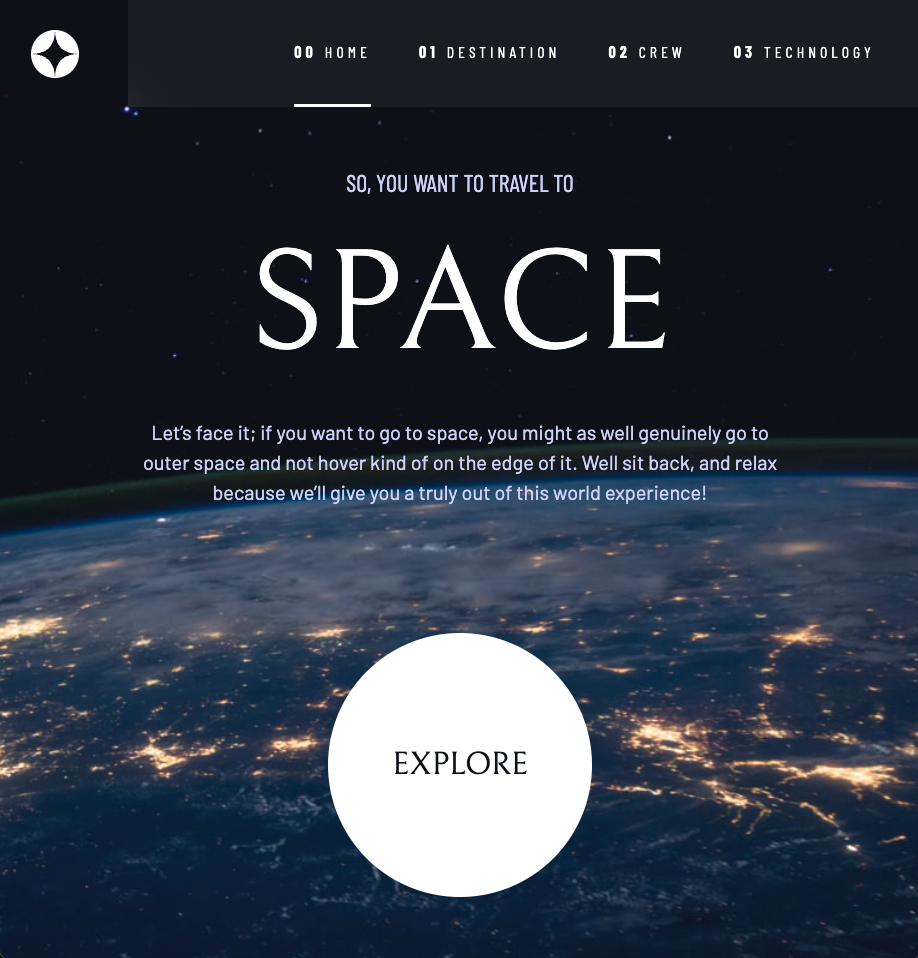 00 HOME 01 DESTINATION 02 CREW 03 TECHNOLOGY
SO, YOU WANT TO TRAVEL TO
SPACE
Let’s face it; if you want to go to space, you might as well genuinely go to
outer space and not hover kind of on the edge of it. Well sit back, and relax
because we’ll give you a truly out of this world experience!
EXPLORE